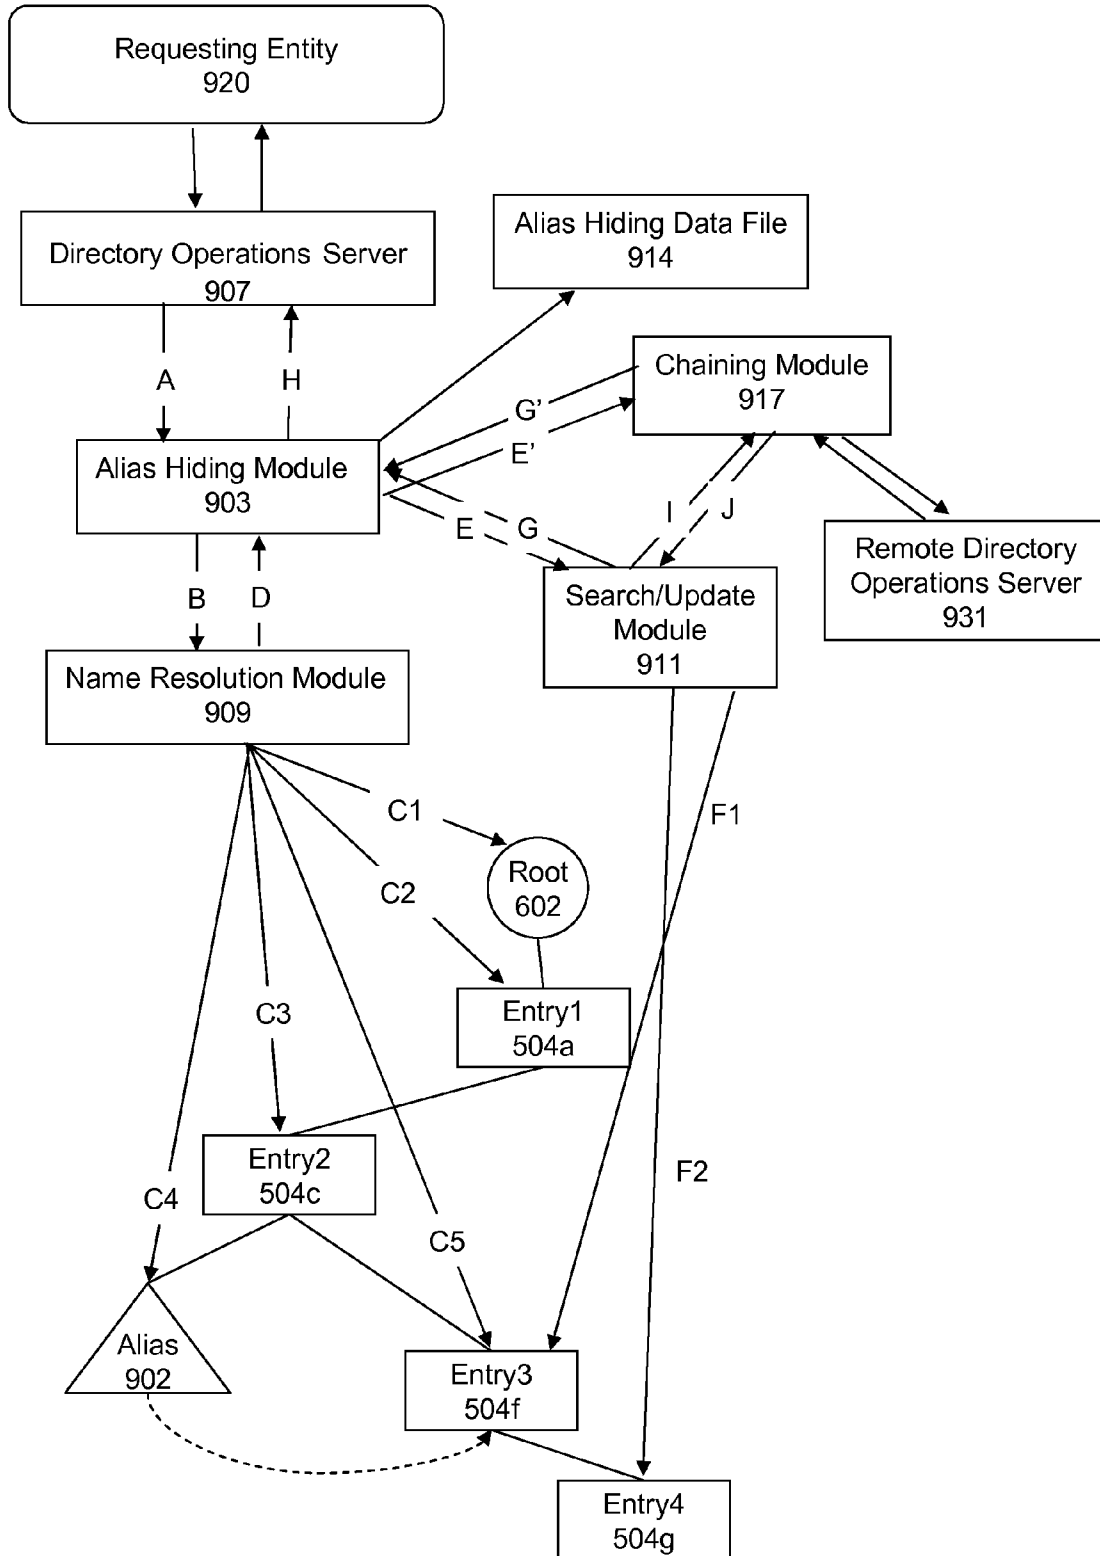 Requesting Entity
920
Directory Operations Server
907
Alias Hiding Data File
914
A
H
Chaining Module
917
G’
E’
Alias Hiding Module
903
E
G
I
J
Remote Directory
Operations Server
931
B
D
Search/Update
Module
911
Name Resolution Module
909
C1
F1
Root
602
C2
C3
Entry1
504a
Entry2
504c
F2
C4
C5
Alias
902
Entry3
504f
Entry4
504g